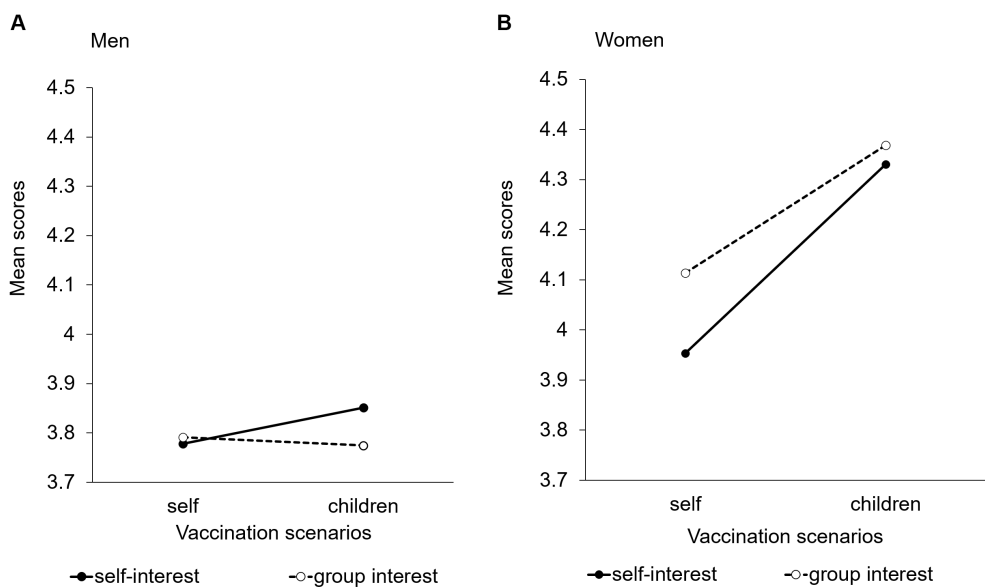 A
Men
Mean scores
4.5
4.4
4.3
4.2
4.1
4
3.9
3.8
3.7
self
children
Vaccination scenarios
self-interest
group interest
B
Women
Mean scores
4.5
4.4
4.3
4.2
4.1
4
3.9
3.8
3.7
self
children
Vaccination scenarios
self-interest
group interest